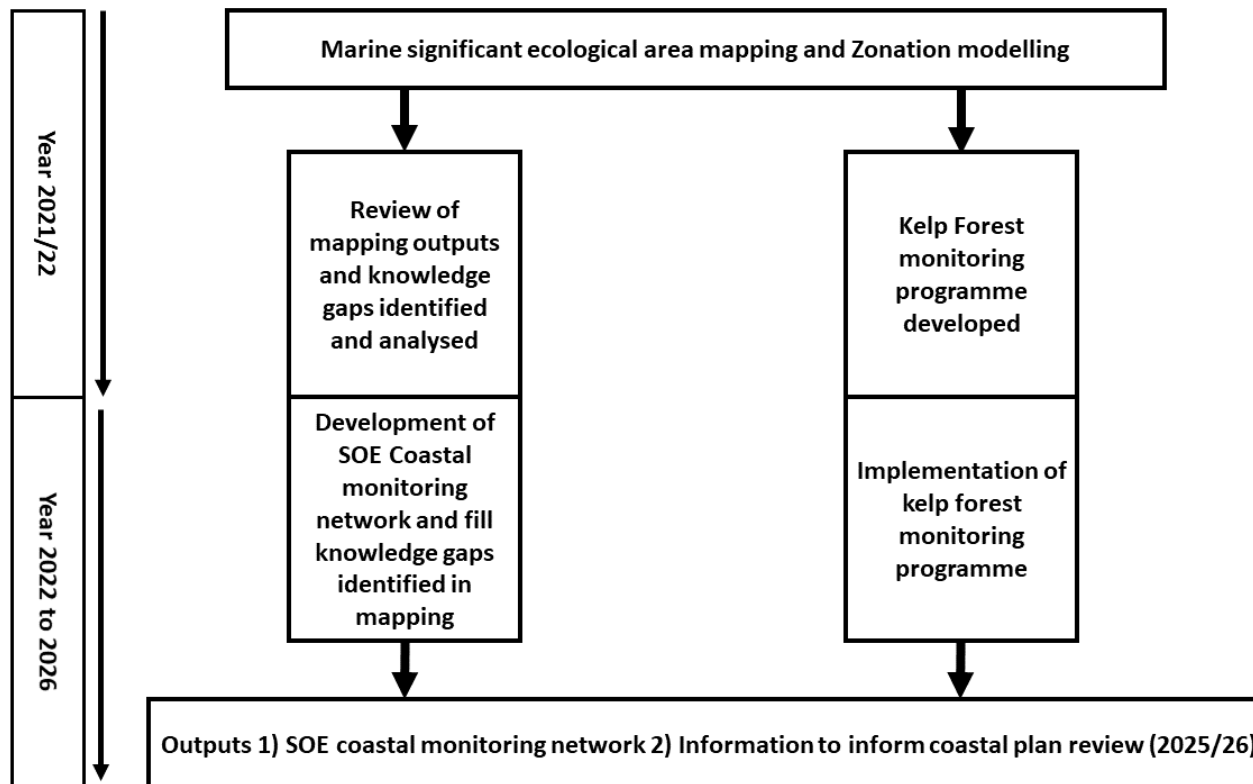 Year 2021/22
Year 2022 to 2026
Marine significant ecological area mapping and Zonation modelling
Review of
mapping outputs
and knowledge
gaps identified
and analysed
Kelp Forest
monitoring
programme
developed
Development of
SOE Coastal
monitoring
network and fill
knowledge gaps
identified in
mapping
Implementation of
kelp forest
monitoring
programme
Outputs 1) SOE coastal monitoring network 2) Information to inform coastal plan review (2025/26)